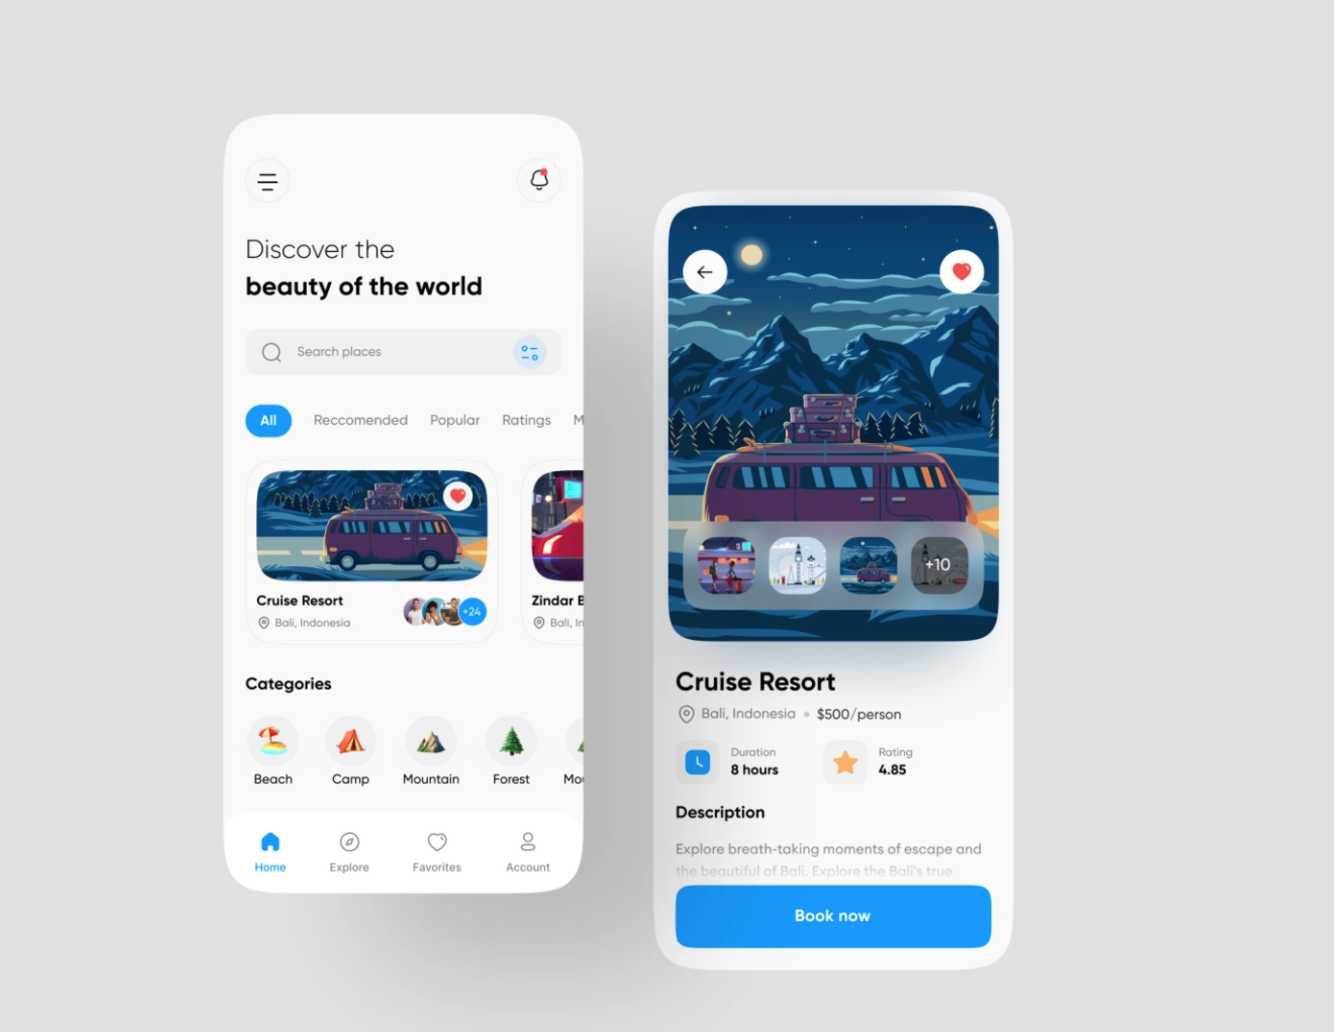 Discover the
beauty of the world
Search places
All Reccomended Popular Ratings M
Cruise Resort
Bali, Indonesia
+24
Zindar
Bali, In
Categories
Beach Camp Mountain Forest Mou
Home Explore Favorites Account
+10
Cruise Resort
Bali, Indonesia $500/person
Duration
8 hours
Rating
4.85
Description
Explore breath-taking moments of escape and
the beautiful of Bali. Explore the Bali's true
Book now